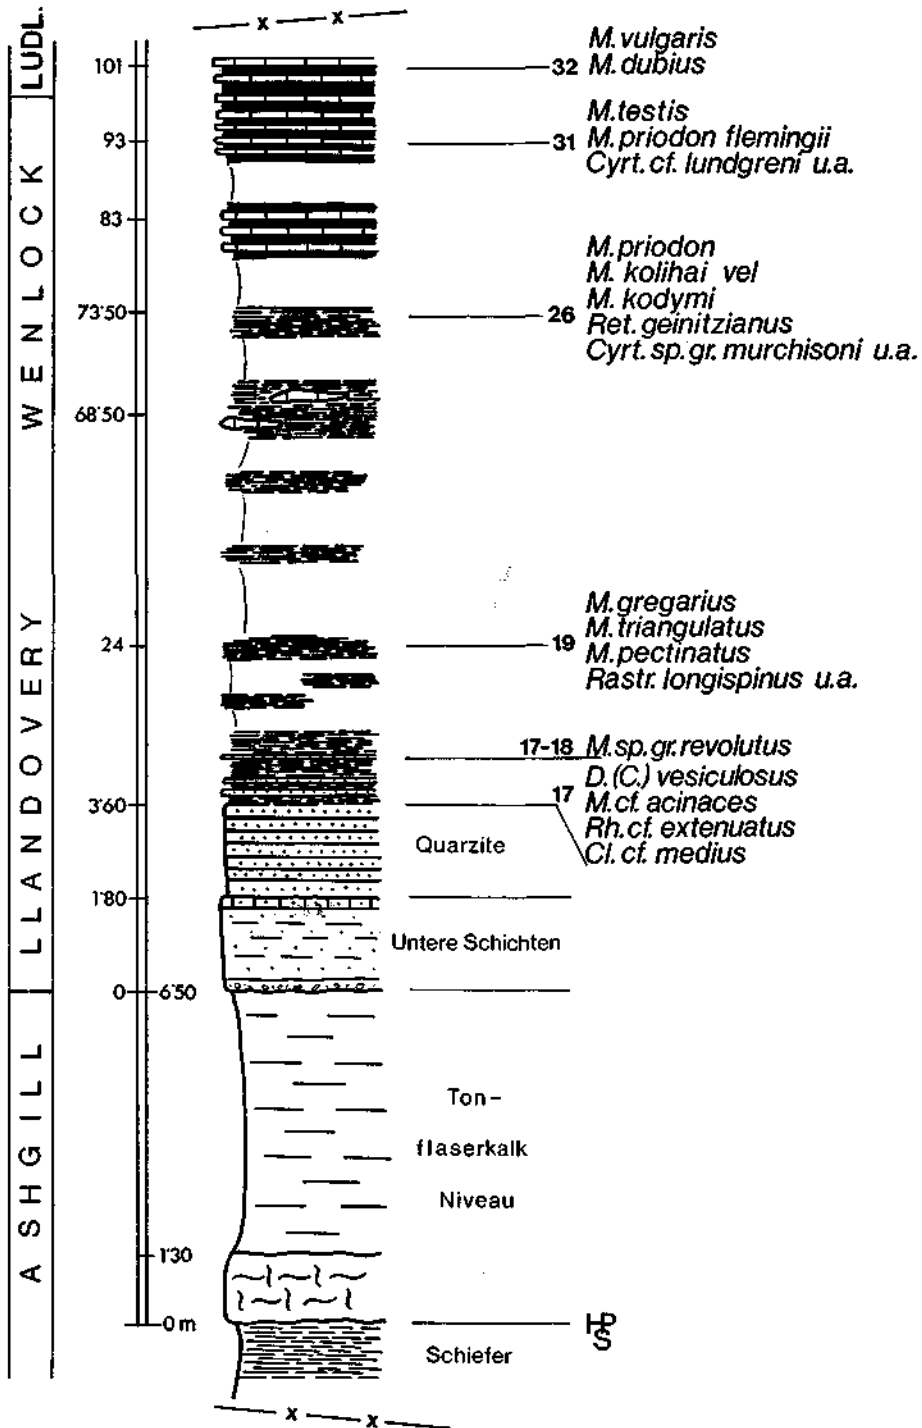 x x
LUDL.
WENLOCK
LLANDOVERY
ASHGILL
101
93
83
73'50
68'50
24
3'60
1'80
0 6'50
1'30
0 m
32 M. vulgaris
M. dubius
M. testis
31 M. priodon flemingii
Cyrt. cf. lundgreni u.a.
M. priodon
M. kolihai vel
M. kodymi
26 Ret. geinitzianus
Cyrt. sp. gr. murchisoni u.a.
M. gregarius
M. triangulatus
19 M. pectinatus
Rastr. longispinus u.a.
17-18 M. sp. gr. revolutus
D. (C.) vesiculosus
17 M. cf. acinaces
Rh. cf. extenuatus
Cl. cf. medius
Quarzite
Untere Schichten
Ton-
flaserkalk
Niveau
Schiefer
HPS
x x